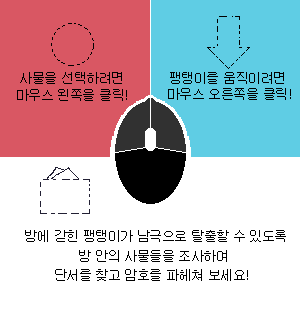 사물을 선택하려면
마우스 왼쪽을 클릭!
팽탱이를 움직이려면
마우스 오른쪽을 클릭!
방에 갇힌 팽탱이가 남극으로 탈출할 수 있도록
방 안의 사물들을 조사하며
단서를 찾고 암호를 파헤쳐 보세요!